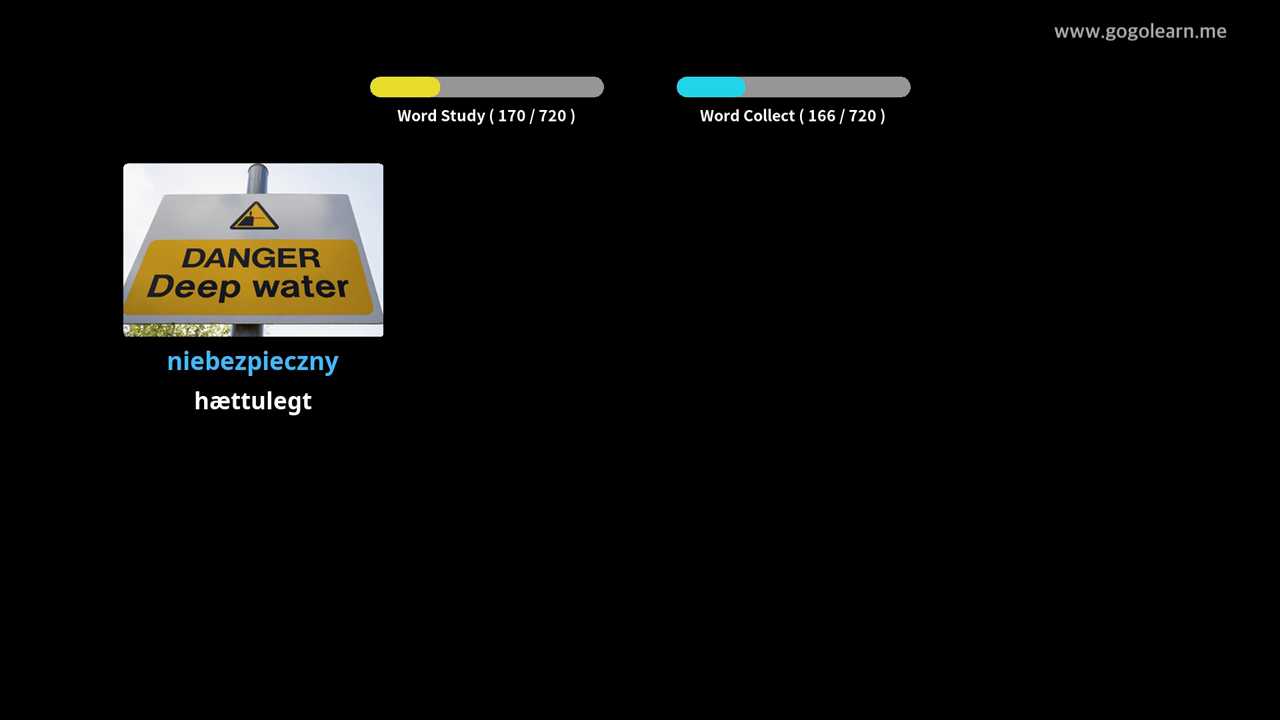 www.gogolearn.me
Word Study ( 170 / 720 )
Word Collect ( 166 / 720 )
DANGER
Deep water
niebezpieczny
hættulegt